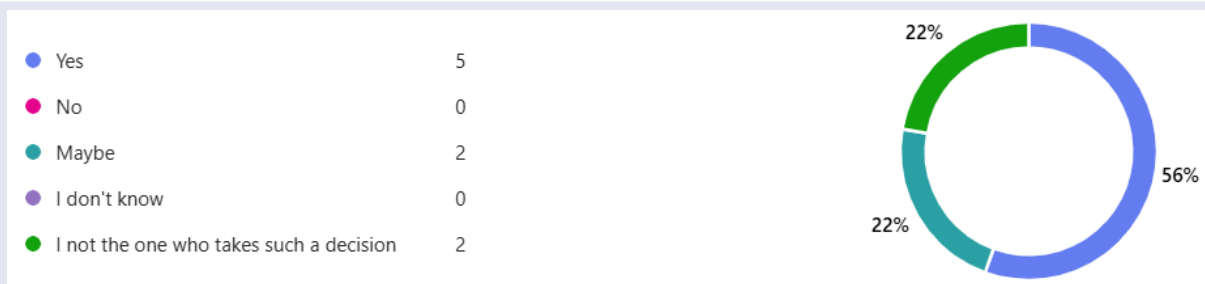 Yes 5
No 0
Maybe 2
I don't know 0
I not the one who takes such a decision 2
22%
56%
22%